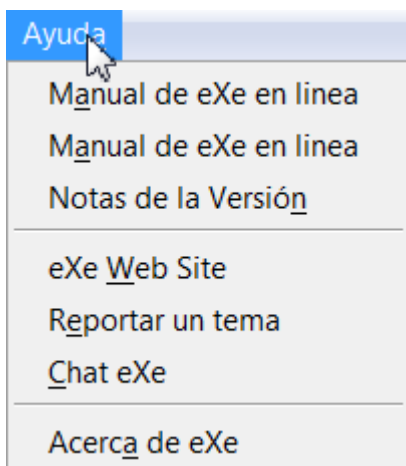 Ayuda
Manual de eXe en linea
Manual de eXe en linea
Notas de la Versión
eXe Web Site
Reportar un tema
Chat eXe
Acerca de eXe